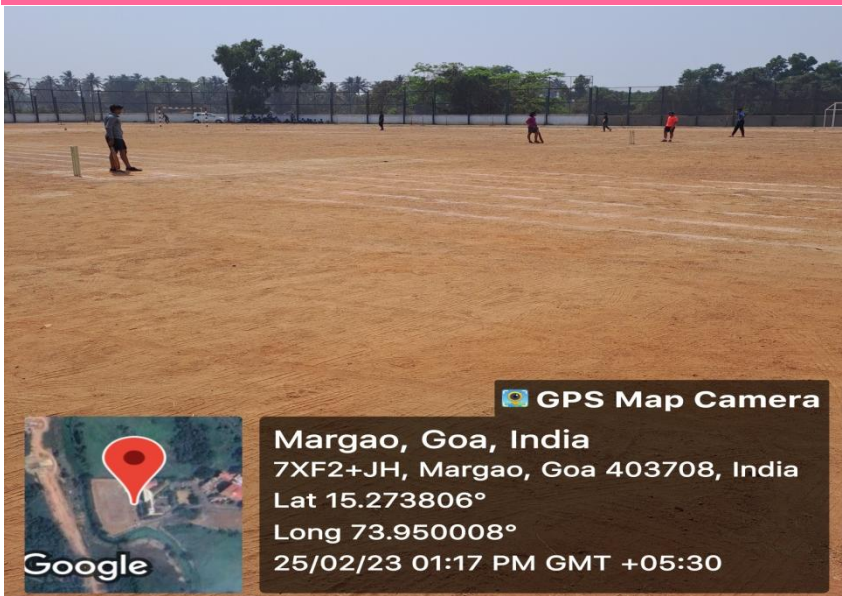 GPS Map Camera
Margao, Goa, India
7XF2+JH, Margao, Goa 403708, India
Lat 15.273806°
Long 73.950008°
25/02/23 01:17 PM GMT +05:30
Google